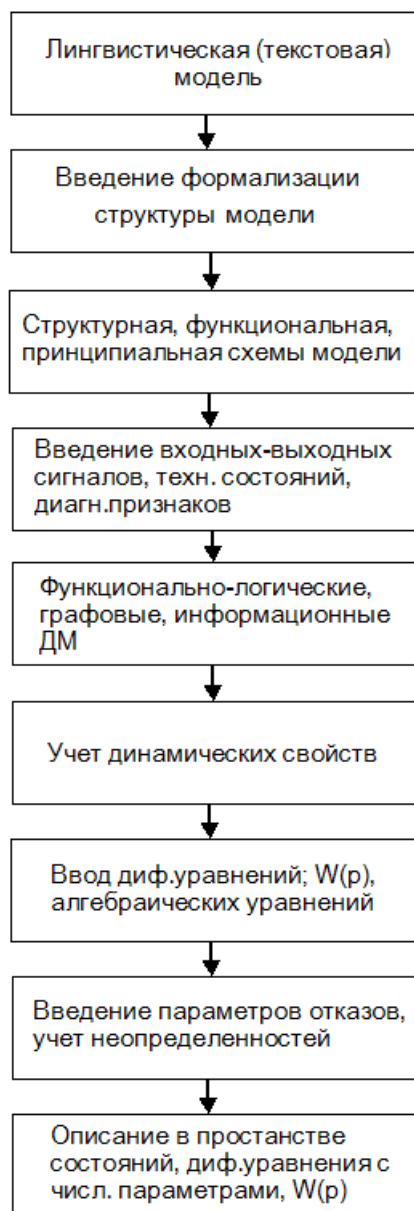 Лингвистическая (текстовая)
модель
Введение формализации
структуры модели
Структурная, функциональная,
принципиальная схемы модели
Введение входных-выходных
сигналов, техн. состояний,
диагн.признаков
Функционально-логические,
графовые, информационные
ДМ
Учет динамических свойств
Ввод диф.уравнений; W(p),
алгебраических уравнений
Введение параметров отказов,
учет неопределенностей
Описание в простанстве
состояний, диф.уравнения с
числ. параметрами, W(p)